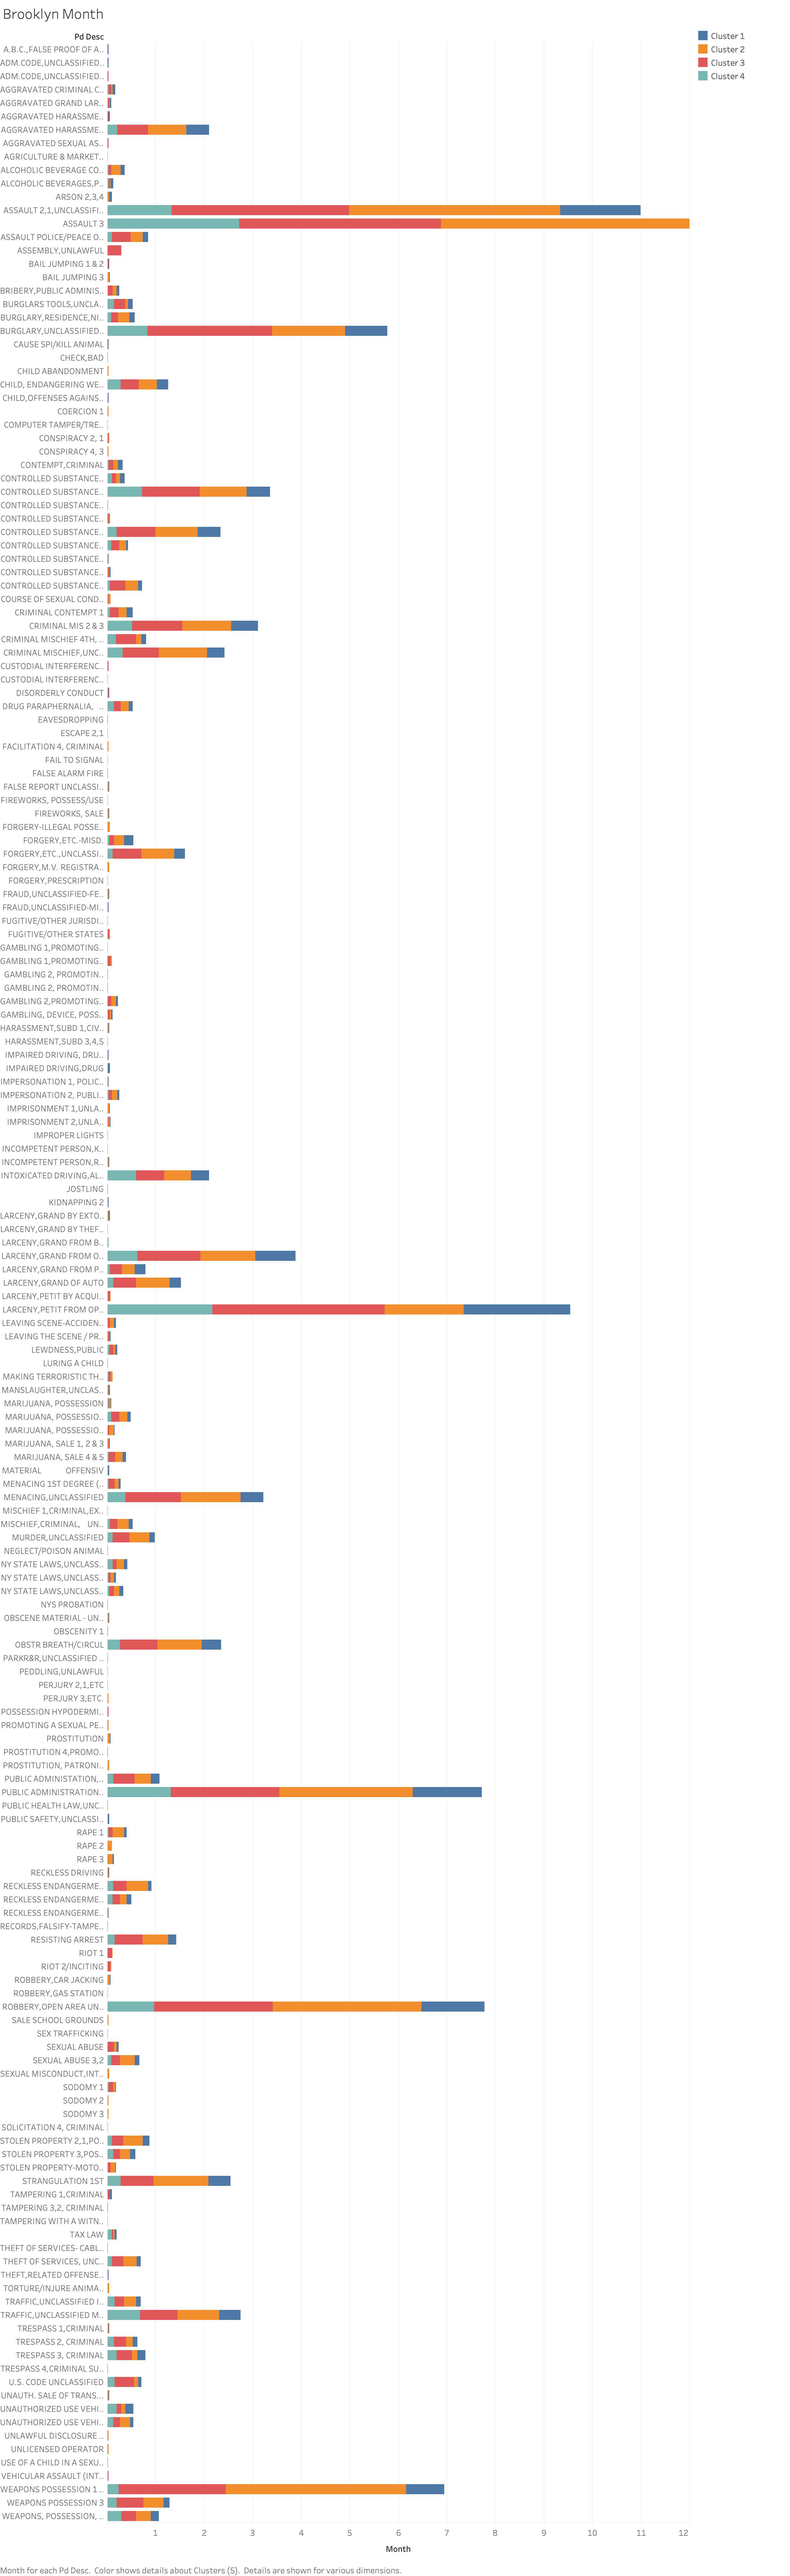 Brooklyn Month
Pd Desc
Cluster 1
Cluster 2
Cluster 3
Cluster 4
A.B.C.,FALSE PROOF OF A..
ADM.CODE,UNCLASSIFIED..
ADM.CODE,UNCLASSIFIED..
AGGRAVATED CRIMINAL C..
AGGRAVATED GRAND LAR..
AGGRAVATED HARASSME..
AGGRAVATED HARASSME..
AGGRAVATED SEXUAL AS..
AGRICULTURE & MARKET..
ALCOHOLIC BEVERAGE CO..
ALCOHOLIC BEVERAGES,P..
ARSON 2,3,4
ASSAULT 2,1,UNCLASSIFI..
ASSAULT 3
ASSAULT POLICE/PEACE O..
ASSEMBLY,UNLAWFUL
BAIL JUMPING 1 & 2
BAIL JUMPING 3
BRIBERY,PUBLIC ADMINIS..
BURGLARS TOOLS,UNCLA..
BURGLARY,RESIDENCE,NI..
BURGLARY,UNCLASSIFIED..
CAUSE SPI/KILL ANIMAL
CHECK,BAD
CHILD ABANDONMENT
CHILD, ENDANGERING WE..
CHILD,OFFENSES AGAINS..
COERCION 1
COMPUTER TAMPER/TRE..
CONSPIRACY 2, 1
CONSPIRACY 4, 3
CONTEMPT,CRIMINAL
CONTROLLED SUBSTANCE..
CONTROLLED SUBSTANCE..
CONTROLLED SUBSTANCE..
CONTROLLED SUBSTANCE..
CONTROLLED SUBSTANCE..
CONTROLLED SUBSTANCE..
CONTROLLED SUBSTANCE..
CONTROLLED SUBSTANCE..
CONTROLLED SUBSTANCE..
COURSE OF SEXUAL COND..
CRIMINAL CONTEMPT 1
CRIMINAL MIS 2 & 3
CRIMINAL MISCHIEF 4TH, ..
CRIMINAL MISCHIEF,UNC..
CUSTODIAL INTERFERENC..
CUSTODIAL INTERFERENC..
DISORDERLY CONDUCT
DRUG PARAPHERNALIA, ..
EAVESDROPPING
ESCAPE 2,1
FACILITATION 4, CRIMINAL
FAIL TO SIGNAL
FALSE ALARM FIRE
FALSE REPORT UNCLASSI..
FIREWORKS, POSSESS/USE
FIREWORKS, SALE
FORGERY-ILLEGAL POSSE..
FORGERY,ETC.-MISD.
FORGERY,ETC.,UNCLASSI..
FORGERY,M.V. REGISTRA..
FORGERY,PRESCRIPTION
FRAUD,UNCLASSIFIED-FE..
FRAUD,UNCLASSIFIED-MI..
FUGITIVE/OTHER JURISDI..
FUGITIVE/OTHER STATES
GAMBLING 1,PROMOTING..
GAMBLING 1,PROMOTING..
GAMBLING 2, PROMOTIN..
GAMBLING 2, PROMOTIN..
GAMBLING 2,PROMOTING..
GAMBLING, DEVICE, POSS..
HARASSMENT,SUBD 1,CIV..
HARASSMENT,SUBD 3,4,5
IMPAIRED DRIVING, DRU..
IMPAIRED DRIVING,DRUG
IMPERSONATION 1, POLIC..
IMPERSONATION 2, PUBLI..
IMPRISONMENT 1,UNLA..
IMPRISONMENT 2,UNLA..
IMPROPER LIGHTS
INCOMPETENT PERSON,K..
INCOMPETENT PERSON,R..
INTOXICATED DRIVING,AL..
JOSTLING
KIDNAPPING 2
LARCENY,GRAND BY EXTO..
LARCENY,GRAND BY THEF..
LARCENY,GRAND FROM B..
LARCENY,GRAND FROM O..
LARCENY,GRAND FROM P..
LARCENY,GRAND OF AUTO
LARCENY,PETIT BY ACQUI..
LARCENY,PETIT FROM OP..
LEAVING SCENE-ACCIDEN..
LEAVING THE SCENE / PR..
LEWDNESS,PUBLIC
LURING A CHILD
MAKING TERRORISTIC TH..
MANSLAUGHTER,UNCLAS..
MARIJUANA, POSSESSION
MARIJUANA, POSSESSIO..
MARIJUANA, POSSESSIO..
MARIJUANA, SALE 1, 2 & 3
MARIJUANA, SALE 4 & 5
MATERIAL OFFENSIV
MENACING 1ST DEGREE (..
MENACING,UNCLASSIFIED
MISCHIEF 1,CRIMINAL,EX..
MISCHIEF,CRIMINAL, UN..
MURDER,UNCLASSIFIED
NEGLECT/POISON ANIMAL
NY STATE LAWS,UNCLASS..
NY STATE LAWS,UNCLASS..
NY STATE LAWS,UNCLASS..
NYS PROBATION
OBSCENE MATERIAL - UN..
OBSCENITY 1
OBSTR BREATH/CIRCUL
PARKR&R,UNCLASSIFIED ..
PEDDLING,UNLAWFUL
PERJURY 2,1,ETC
PERJURY 3,ETC.
POSSESSION HYPODERMI..
PROMOTING A SEXUAL PE..
PROSTITUTION
PROSTITUTION 4,PROMO..
PROSTITUTION, PATRONI..
PUBLIC ADMINISTATION,..
PUBLIC ADMINISTRATION..
PUBLIC HEALTH LAW,UNC..
PUBLIC SAFETY,UNCLASSI..
RAPE 1
RAPE 2
RAPE 3
RECKLESS DRIVING
RECKLESS ENDANGERME..
RECKLESS ENDANGERME..
RECKLESS ENDANGERME..
RECORDS,FALSIFY-TAMPE..
RESISTING ARREST
RIOT 1
RIOT 2/INCITING
ROBBERY,CAR JACKING
ROBBERY,GAS STATION
ROBBERY,OPEN AREA UN..
SALE SCHOOL GROUNDS
SEX TRAFFICKING
SEXUAL ABUSE
SEXUAL ABUSE 3,2
SEXUAL MISCONDUCT,INT..
SODOMY 1
SODOMY 2
SODOMY 3
SOLICITATION 4, CRIMINAL
STOLEN PROPERTY 2,1,PO..
STOLEN PROPERTY 3,POS..
STOLEN PROPERTY-MOTO..
STRANGULATION 1ST
TAMPERING 1,CRIMINAL
TAMPERING 3,2, CRIMINAL
TAMPERING WITH A WITN..
TAX LAW
THEFT OF SERVICES- CABL..
THEFT OF SERVICES, UNC..
THEFT,RELATED OFFENSE..
TORTURE/INJURE ANIMA..
TRAFFIC,UNCLASSIFIED I..
TRAFFIC,UNCLASSIFIED M..
TRESPASS 1,CRIMINAL
TRESPASS 2, CRIMINAL
TRESPASS 3, CRIMINAL
TRESPASS 4,CRIMINAL SU..
U.S. CODE UNCLASSIFIED
UNAUTH. SALE OF TRANS...
UNAUTHORIZED USE VEHI..
UNAUTHORIZED USE VEHI..
UNLAWFUL DISCLOSURE ..
UNLICENSED OPERATOR
USE OF A CHILD IN A SEXU..
VEHICULAR ASSAULT (INT..
WEAPONS POSSESSION 1 ..
WEAPONS POSSESSION 3
WEAPONS, POSSESSION, ..
1 2 3 4 5 6 7 8 9 10 11 12
Month
Month for each Pd Desc. Color shows details about Clusters (5). Details are shown for various dimensions.